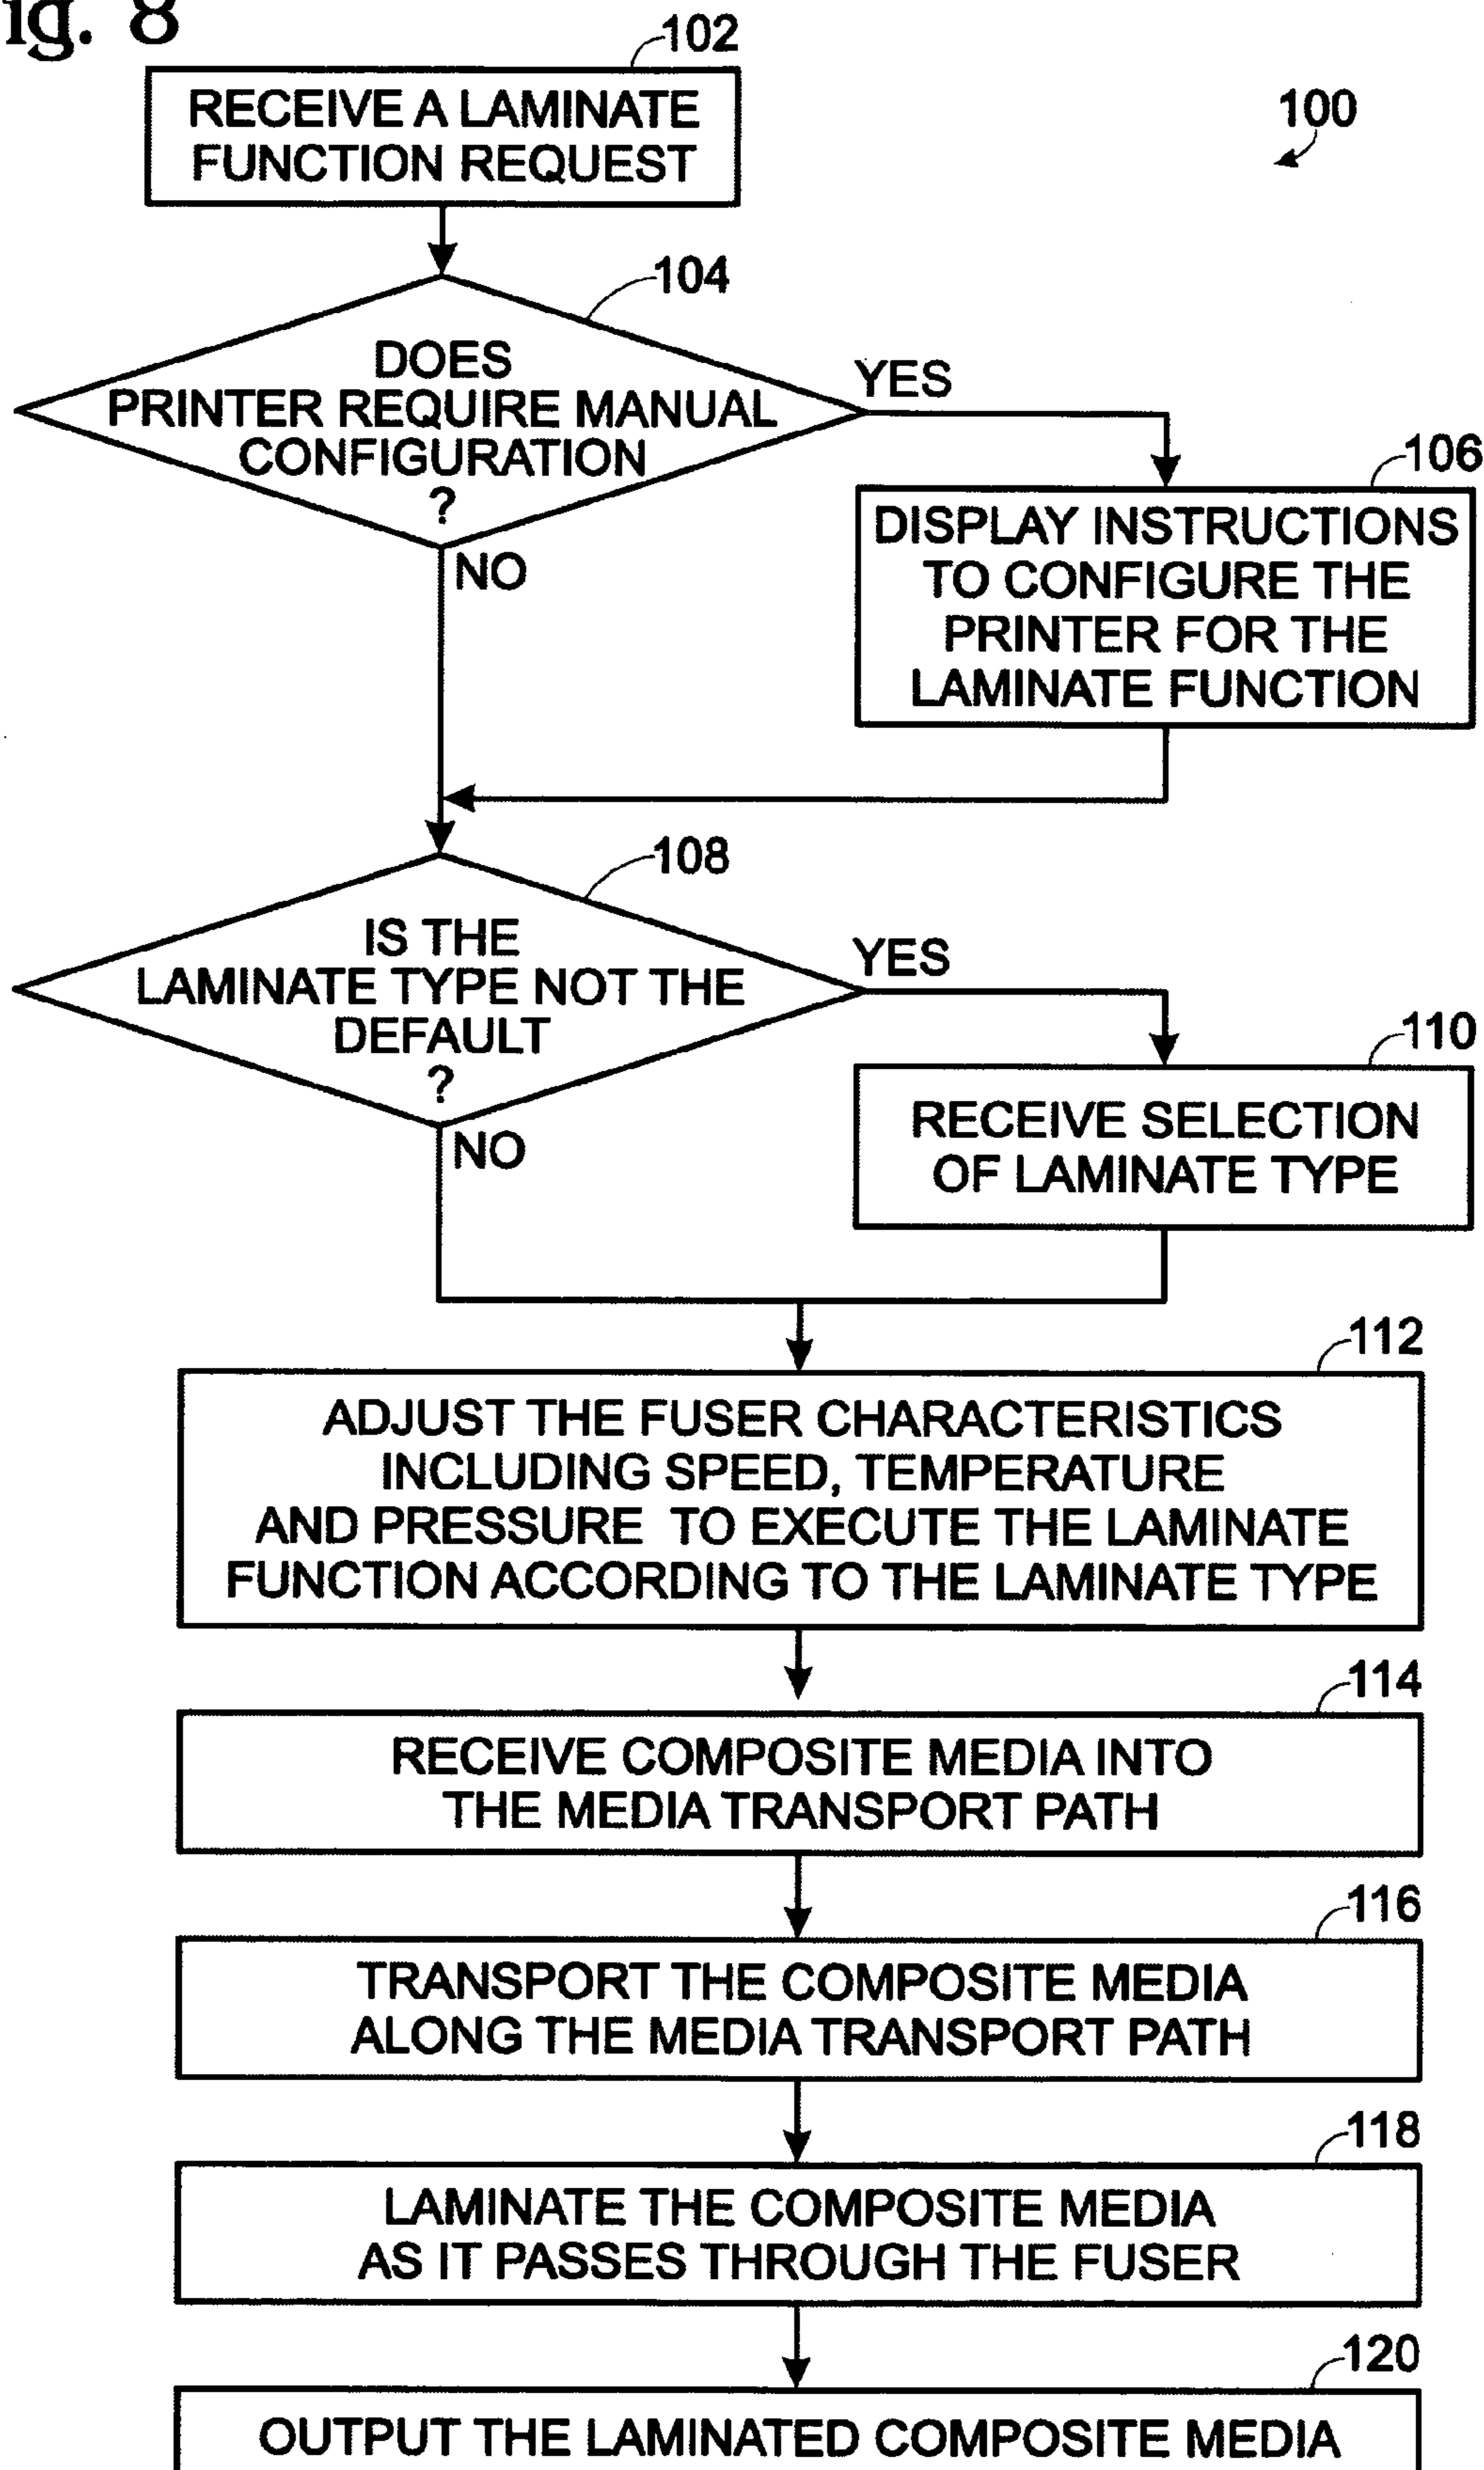 ig. 8
102
RECEIVE A LAMINATE
FUNCTION REQUEST
100
104
DOES
PRINTER REQUIRE MANUAL
CONFIGURATION
?
YES
NO
106
DISPLAY INSTRUCTIONS
TO CONFIGURE THE
PRINTER FOR THE
LAMINATE FUNCTION
108
IS THE
LAMINATE TYPE NOT THE
DEFAULT
?
YES
NO
110
RECEIVE SELECTION
OF LAMINATE TYPE
112
ADJUST THE FUSER CHARACTERISTICS
INCLUDING SPEED, TEMPERATURE
AND PRESSURE TO EXECUTE THE LAMINATE
FUNCTION ACCORDING TO THE LAMINATE TYPE
114
RECEIVE COMPOSITE MEDIA INTO
THE MEDIA TRANSPORT PATH
116
TRANSPORT THE COMPOSITE MEDIA
ALONG THE MEDIA TRANSPORT PATH
118
LAMINATE THE COMPOSITE MEDIA
AS IT PASSES THROUGH THE FUSER
120
OUTPUT THE LAMINATED COMPOSITE MEDIA